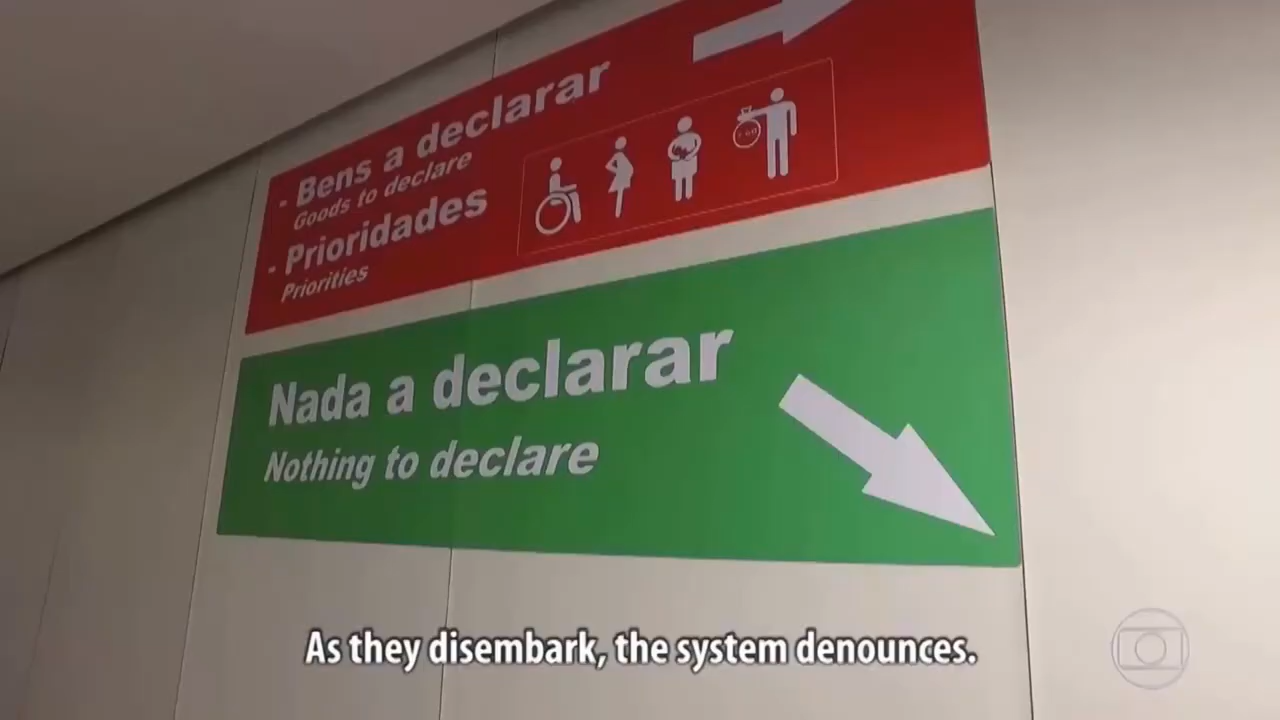 - Bens a declarar
Goods to declare
- Prioridades
Priorities
Nada a declarar
Nothing to declare
As they disembark, the system denounces.